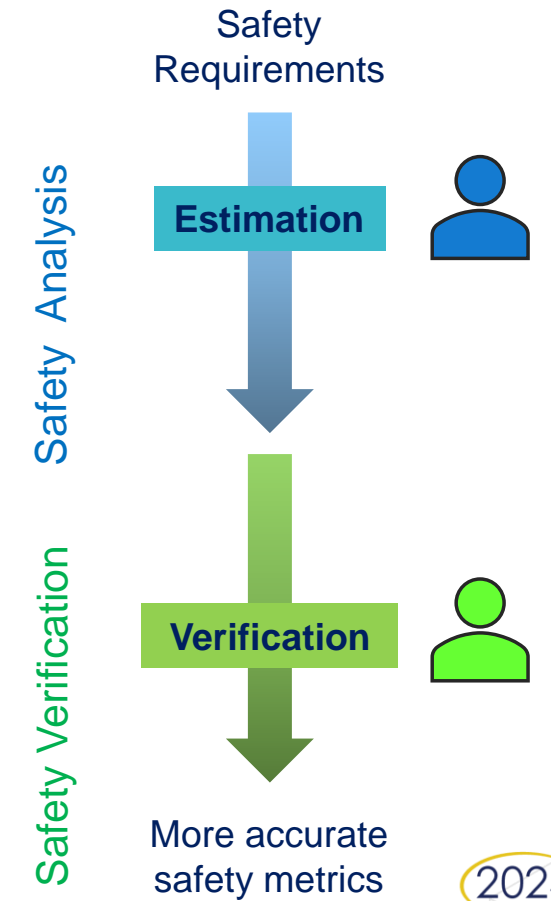 Safety
Requirements
Safety Analysis
Estimation
Safety Verification
Verification
More accurate
safety metrics